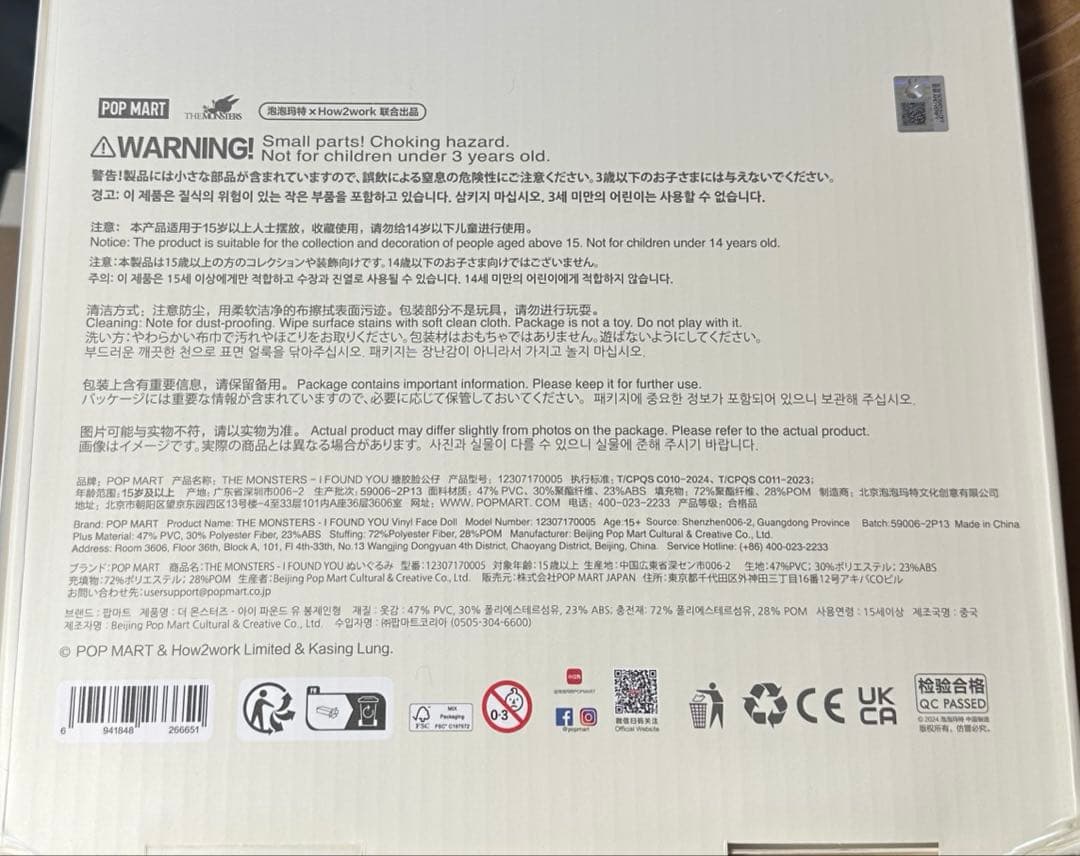 POP MART
THE MONSTERS
泡泡玛特×How2work 联合出品
⚠WARNING! Small parts! Choking hazard.
Not for children under 3 years old.
警告!製品には小さな部品が含まれていますので、誤飲による窒息の危険性にご注意ください。3歳以下のお子さまには与えないでください。
경고: 이 제품은 질식의 위험이 있는 작은 부품을 포함하고 있습니다. 삼키지 마십시오. 3세 미만의 어린이는 사용할 수 없습니다.
注意： 本产品适用于15岁以上人士摆放，收藏使用，请勿给14岁以下儿童进行使用。
Notice: The product is suitable for the collection and decoration of people aged above 15. Not for children under 14 years old.
注意:本製品は15歳以上の方のコレクションや装飾向けです。14歳以下のお子さま向けではございません。
주의: 이 제품은 15세 이상에게만 적합하고 수장과 진열로 사용될 수 있습니다. 14세 미만의 어린이에게 적합하지 않습니다.
清洁方式：注意防尘，用柔软洁净的布擦拭表面污迹。包装部分不是玩具，请勿进行玩耍。
Cleaning: Note for dust-proofing. Wipe surface stains with soft clean cloth. Package is not a toy. Do not play with it.
洗い方:やわらかい布巾で汚れやほこりをお取りください。包装材はおもちゃではありません。遊ばないようにしてください。
부드러운 깨끗한 천으로 표면 얼룩을 닦아주십시오. 패키지는 장난감이 아니라서 가지고 놀지 마십시오.
包装上含有重要信息，请保留备用。 Package contains important information. Please keep it for further use.
パッケージには重要な情報が含まれていますので、必要に応じて保管しておいてください。 패키지에 중요한 정보가 포함되어 있으니 보관해 주십시오.
图片可能与实物不符，请以实物为准。 Actual product may differ slightly from photos on the package. Please refer to the actual product.
画像はイメージです。実際の商品とは異なる場合があります。 사진과 실물이 다를 수 있으니 실물에 준해 주시기 바랍니다.
品牌：POP MART 产品名称：THE MONSTERS - I FOUND YOU 搪胶脸公仔 产品型号：12307170005 执行标准：T/CPQS C010-2024、T/CPQS C011-2023；
年龄范围：15岁及以上 产地：广东省深圳市006-2 生产批次：59006-2P13 面料材质：47% PVC、30%聚酯纤维、23%ABS 填充物：72%聚酯纤维、28%POM 制造商：北京泡泡玛特文化创意有限公司
地址：北京市朝阳区望京东园四区13号楼-4至33层101内A座36层3606室 网址：WWW. POPMART. COM 电话：400-023-2233 产品等级：合格品
Brand: POP MART Product Name: THE MONSTERS - I FOUND YOU Vinyl Face Doll Model Number: 12307170005 Age:15+ Source: Shenzhen006-2, Guangdong Province Batch:59006-2P13 Made in China
Plus Material: 47% PVC, 30% Polyester Fiber, 23%ABS Stuffing: 72%Polyester Fiber, 28%POM Manufacturer: Beijing Pop Mart Cultural & Creative Co., Ltd.
Address: Room 3606, Floor 36th, Block A, 101, Fl 4th-33th, No.13 Wangjing Dongyuan 4th District, Chaoyang District, Beijing, China. Service Hotline: (+86) 400-023-2233
ブランド:POP MART 商品名:THE MONSTERS - I FOUND YOU ぬいぐるみ 型番:12307170005 対象年齢:15歳以上 生産地:中国広東省深セン市006-2 生地:47%PVC; 30%ポリエステル; 23%ABS
充填物:72%ポリエステル; 28%POM 生産者:Beijing Pop Mart Cultural & Creative Co., Ltd. 販売元:株式会社POP MART JAPAN 住所:東京都千代田区外神田三丁目16番12号アキバCOビル
お問い合わせ先:usersupport@popmart.co.jp
브랜드 : 팝마트 제품명 : 더 몬스터즈 - 아이 파운드 유 봉제인형 재질 : 옷감 : 47% PVC, 30% 폴리에스테르섬유, 23% ABS; 충전재: 72% 폴리에스테르섬유, 28% POM 사용연령 : 15세이상 제조국명 : 중국
제조자명 : Beijing Pop Mart Cultural & Creative Co., Ltd. 수입자명 : ㈜팝마트코리아 (0505-304-6600)
© POP MART & How2work Limited & Kasing Lung.
6 941848 266651
FR
FSC
MIX
Packaging
FSC® C167672
0-3
小红书
@popmart
微信扫码关注
Official Website
CE
UK
CA
检验合格
QC PASSED
© 2024 泡泡玛特 中国制造
版权所有，仿冒必究。